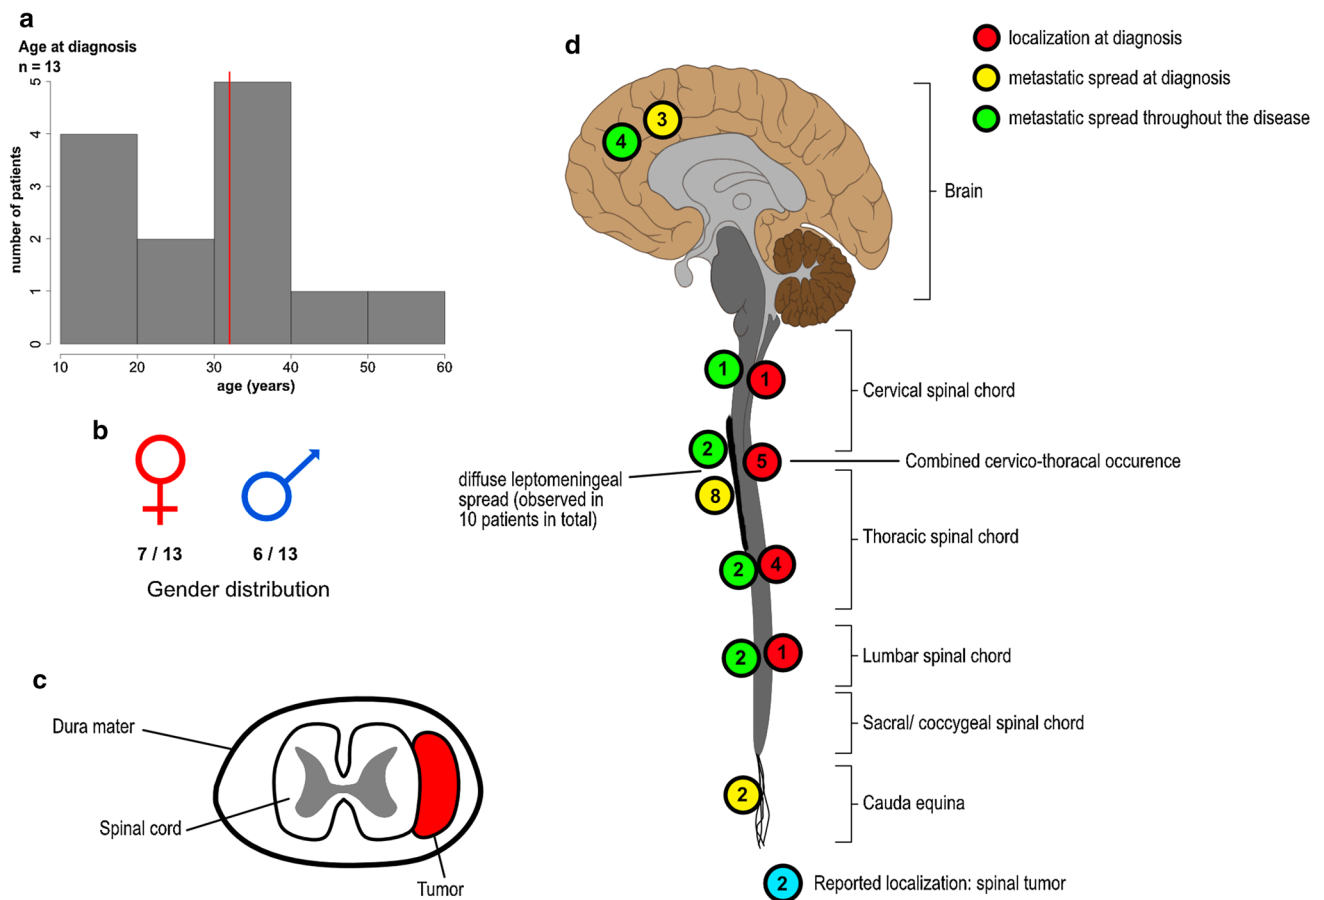 a
Age at diagnosis
n = 13
number of patients
5
4
3
2
1
0
10 20 30 40 50 60
age (years)
b
7 / 13 6 / 13
Gender distribution
c
Dura mater
Spinal cord
Tumor
d
localization at diagnosis
metastatic spread at diagnosis
metastatic spread throughout the disease
3
4
Brain
1 1
Cervical spinal chord
2 5
Combined cervico-thoracal occurence
diffuse leptomeningeal
spread (observed in
10 patients in total)
8
Thoracic spinal chord
2 4
2 1
Lumbar spinal chord
Sacral/ coccygeal spinal chord
2
Cauda equina
2 Reported localization: spinal tumor